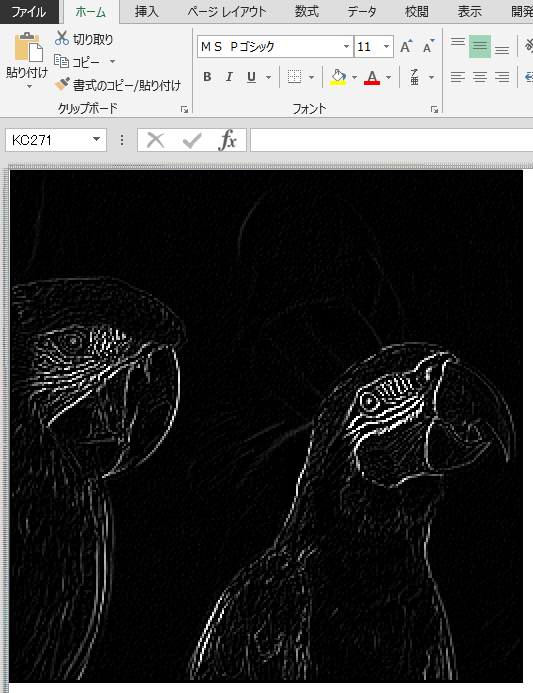 ファイル ホーム 挿入 ページ レイアウト 数式 データ 校閲 表示 開発
貼り付け
切り取り
コピー
書式のコピー/貼り付け
クリップボード
ＭＳ Ｐゴシック 11 A A
B I U A ア亜
フォント
KC271 fx